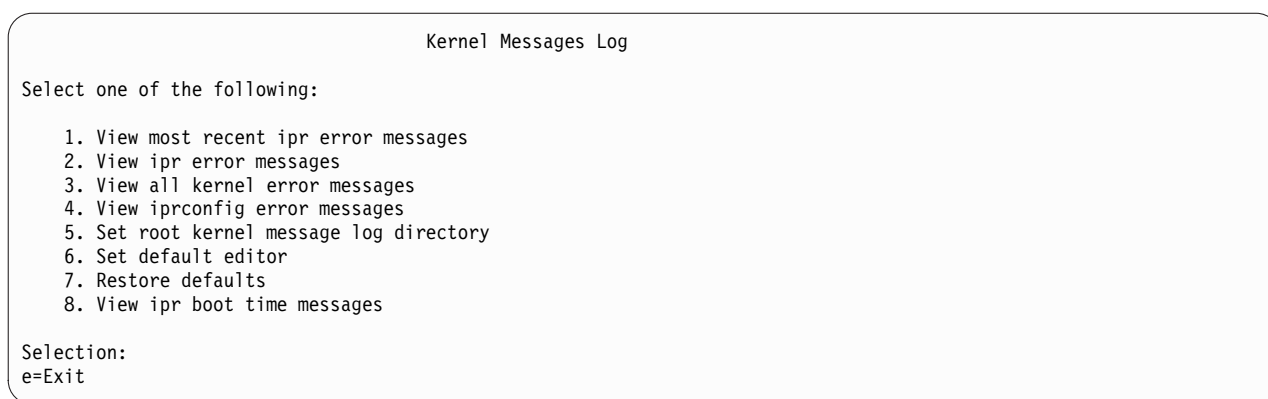 Kernel Messages Log
Select one of the following:
1. View most recent ipr error messages
2. View ipr error messages
3. View all kernel error messages
4. View iprconfig error messages
5. Set root kernel message log directory
6. Set default editor
7. Restore defaults
8. View ipr boot time messages
Selection:
e=Exit